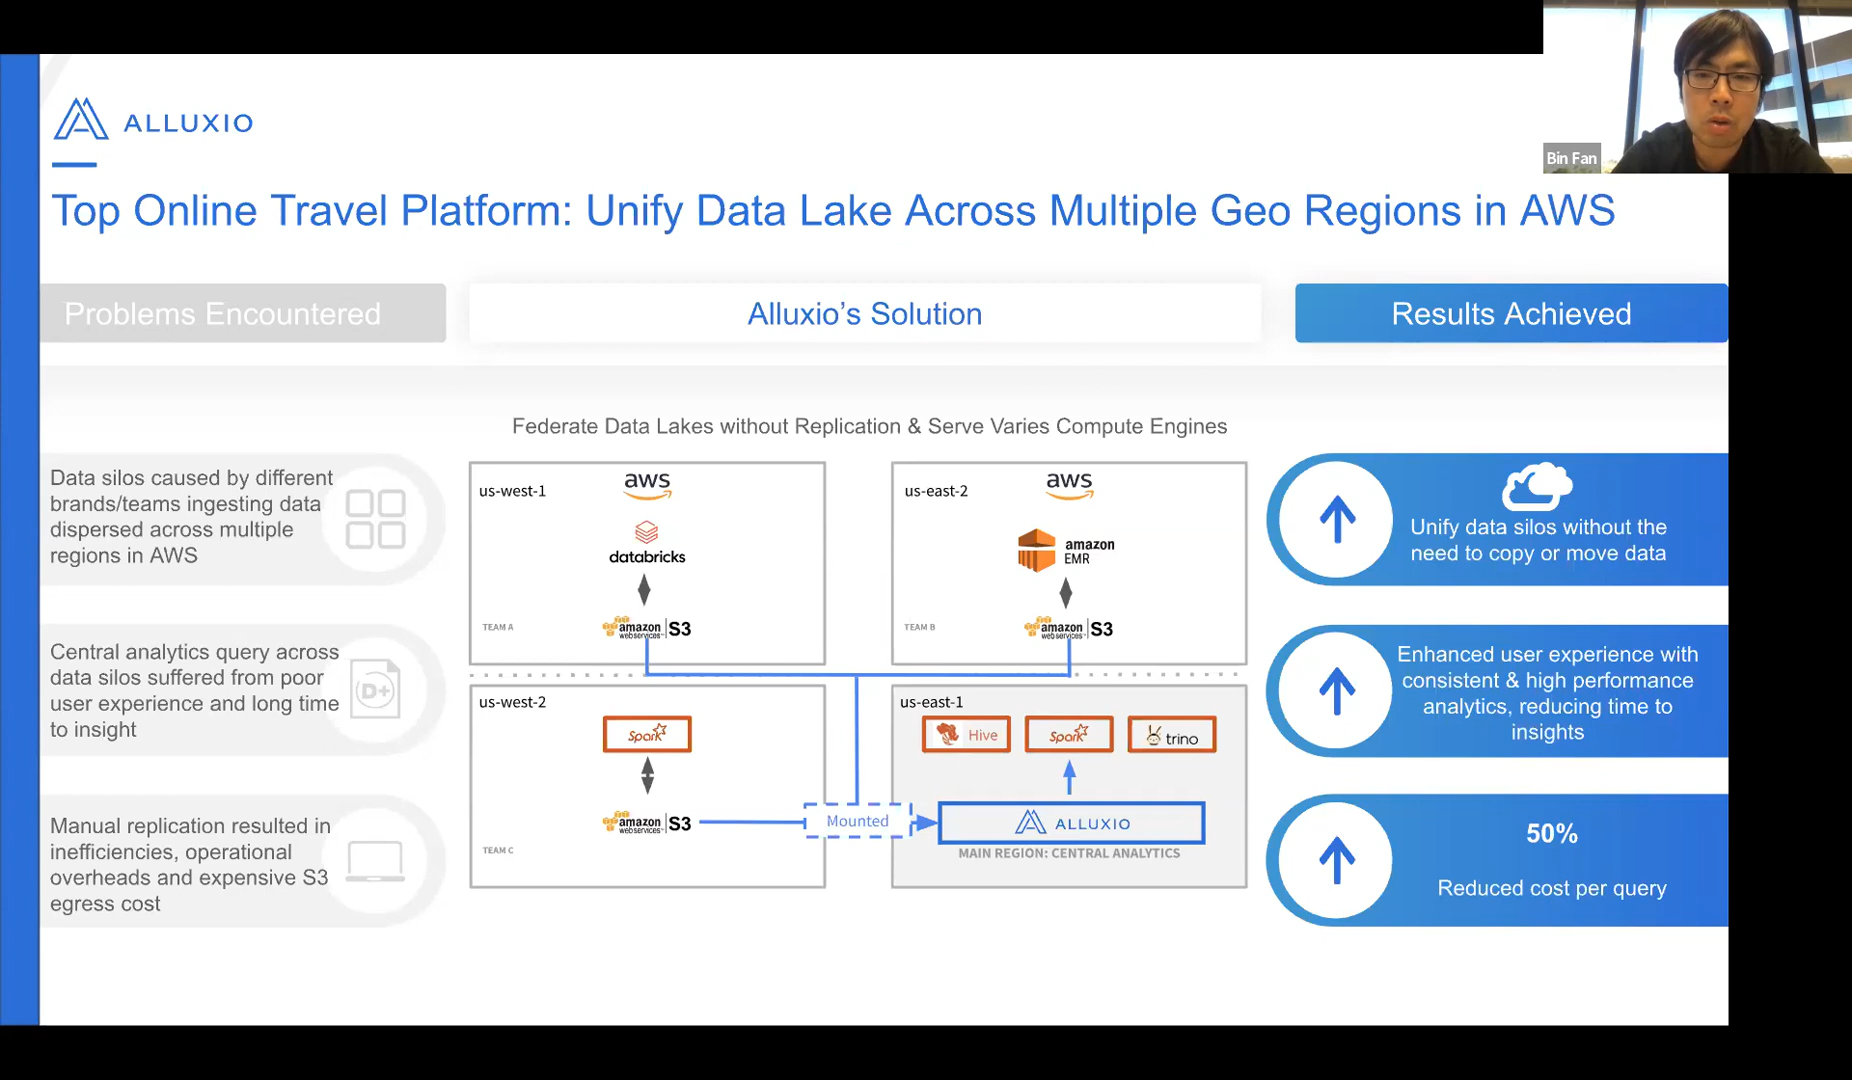 Bin Fan
ALLUXIO
Top Online Travel Platform: Unify Data Lake Across Multiple Geo Regions in AWS
Problems Encountered
Alluxio's Solution
Results Achieved
Federate Data Lakes without Replication & Serve Varies Compute Engines
Data silos caused by different
brands/teams ingesting data
dispersed across multiple
regions in AWS
Central analytics query across
data silos suffered from poor
user experience and long time
to insight
D+
Manual replication resulted in
inefficiencies, operational
overheads and expensive S3
egress cost
us-west-1
aws
databricks
TEAM A
amazon
webservices
S3
us-east-2
aws
amazon
EMR
TEAM B
amazon
webservices
S3
us-west-2
Spark
amazon
webservices
S3
TEAM C
Mounted
us-east-1
Hive
Spark
trino
ALLUXIO
MAIN REGION: CENTRAL ANALYTICS
Unify data silos without the
need to copy or move data
Enhanced user experience with
consistent & high performance
analytics, reducing time to
insights
50%
Reduced cost per query